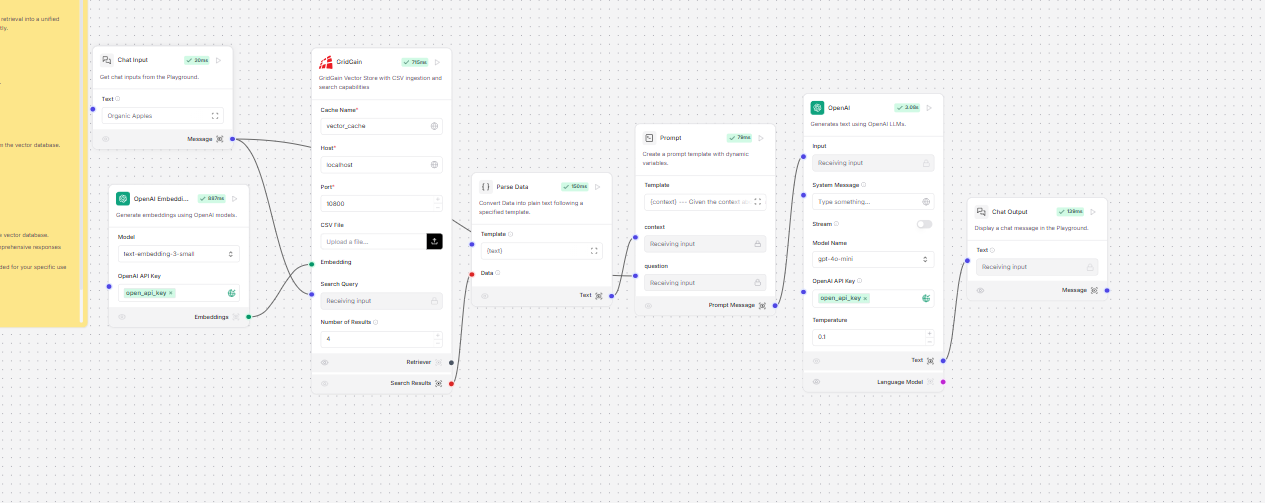 retrieval into a unified
tly.
n the vector database.
e vector database.
prehensive responses
ded for your specific use
Chat Input
30ms
Get chat inputs from the Playground.
Text
Organic Apples
Message
OpenAI Embeddi...
887ms
Generate embeddings using OpenAI models.
Model
text-embedding-3-small
OpenAI API Key
open_api_key ×
Embeddings
GridGain
715ms
GridGain Vector Store with CSV ingestion and
search capabilities
Cache Name*
vector_cache
Host*
localhost
Port*
10800
CSV File
Upload a file...
Embedding
Search Query
Receiving input
Number of Results
4
Retriever
Search Results
Parse Data
150ms
Convert Data into plain text following a
specified template.
Template
{text}
Data
Text
Prompt
78ms
Create a prompt template with dynamic
variables.
Template
{context} --- Given the context
context
Receiving input
question
Receiving input
Prompt Message
OpenAI
3.08s
Generates text using OpenAI LLMs.
Input
Receiving input
System Message
Type something...
Stream
Model Name
gpt-4o-mini
OpenAI API Key
open_api_key ×
Temperature
0.1
Text
Language Model
Chat Output
139ms
Display a chat message in the Playground.
Text
Receiving input
Message